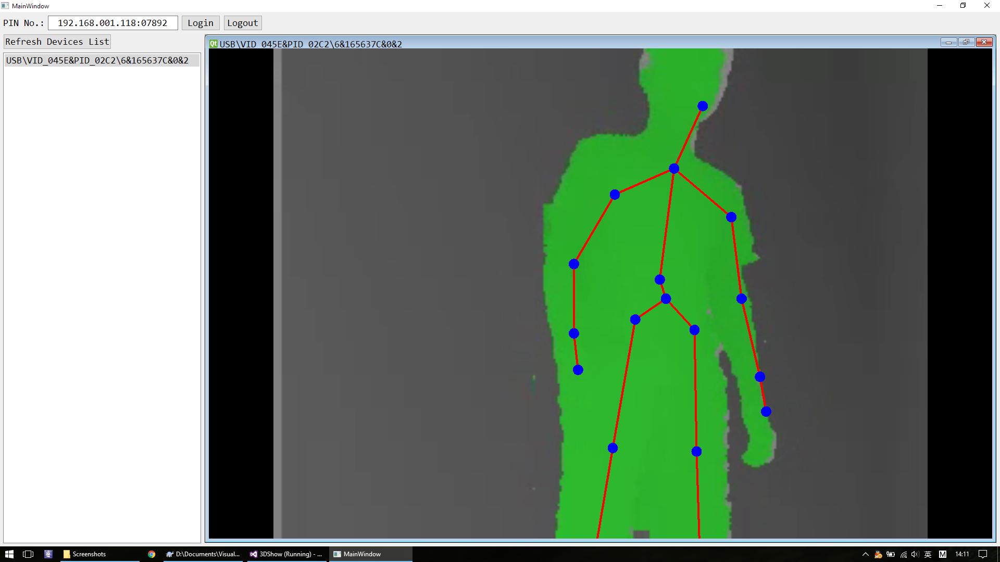 MainWindow
PIN No.: 192.168.001.118:07892 Login Logout
Refresh Devices List
USB\VID_045E&PID_02C2\6&165637C&0&2
Qt USB\VID_045E&PID_02C2\6&165637C&0&2
Screenshots
D:\Documents\Visual...
3DShow (Running) - ...
MainWindow
英
M
14:11